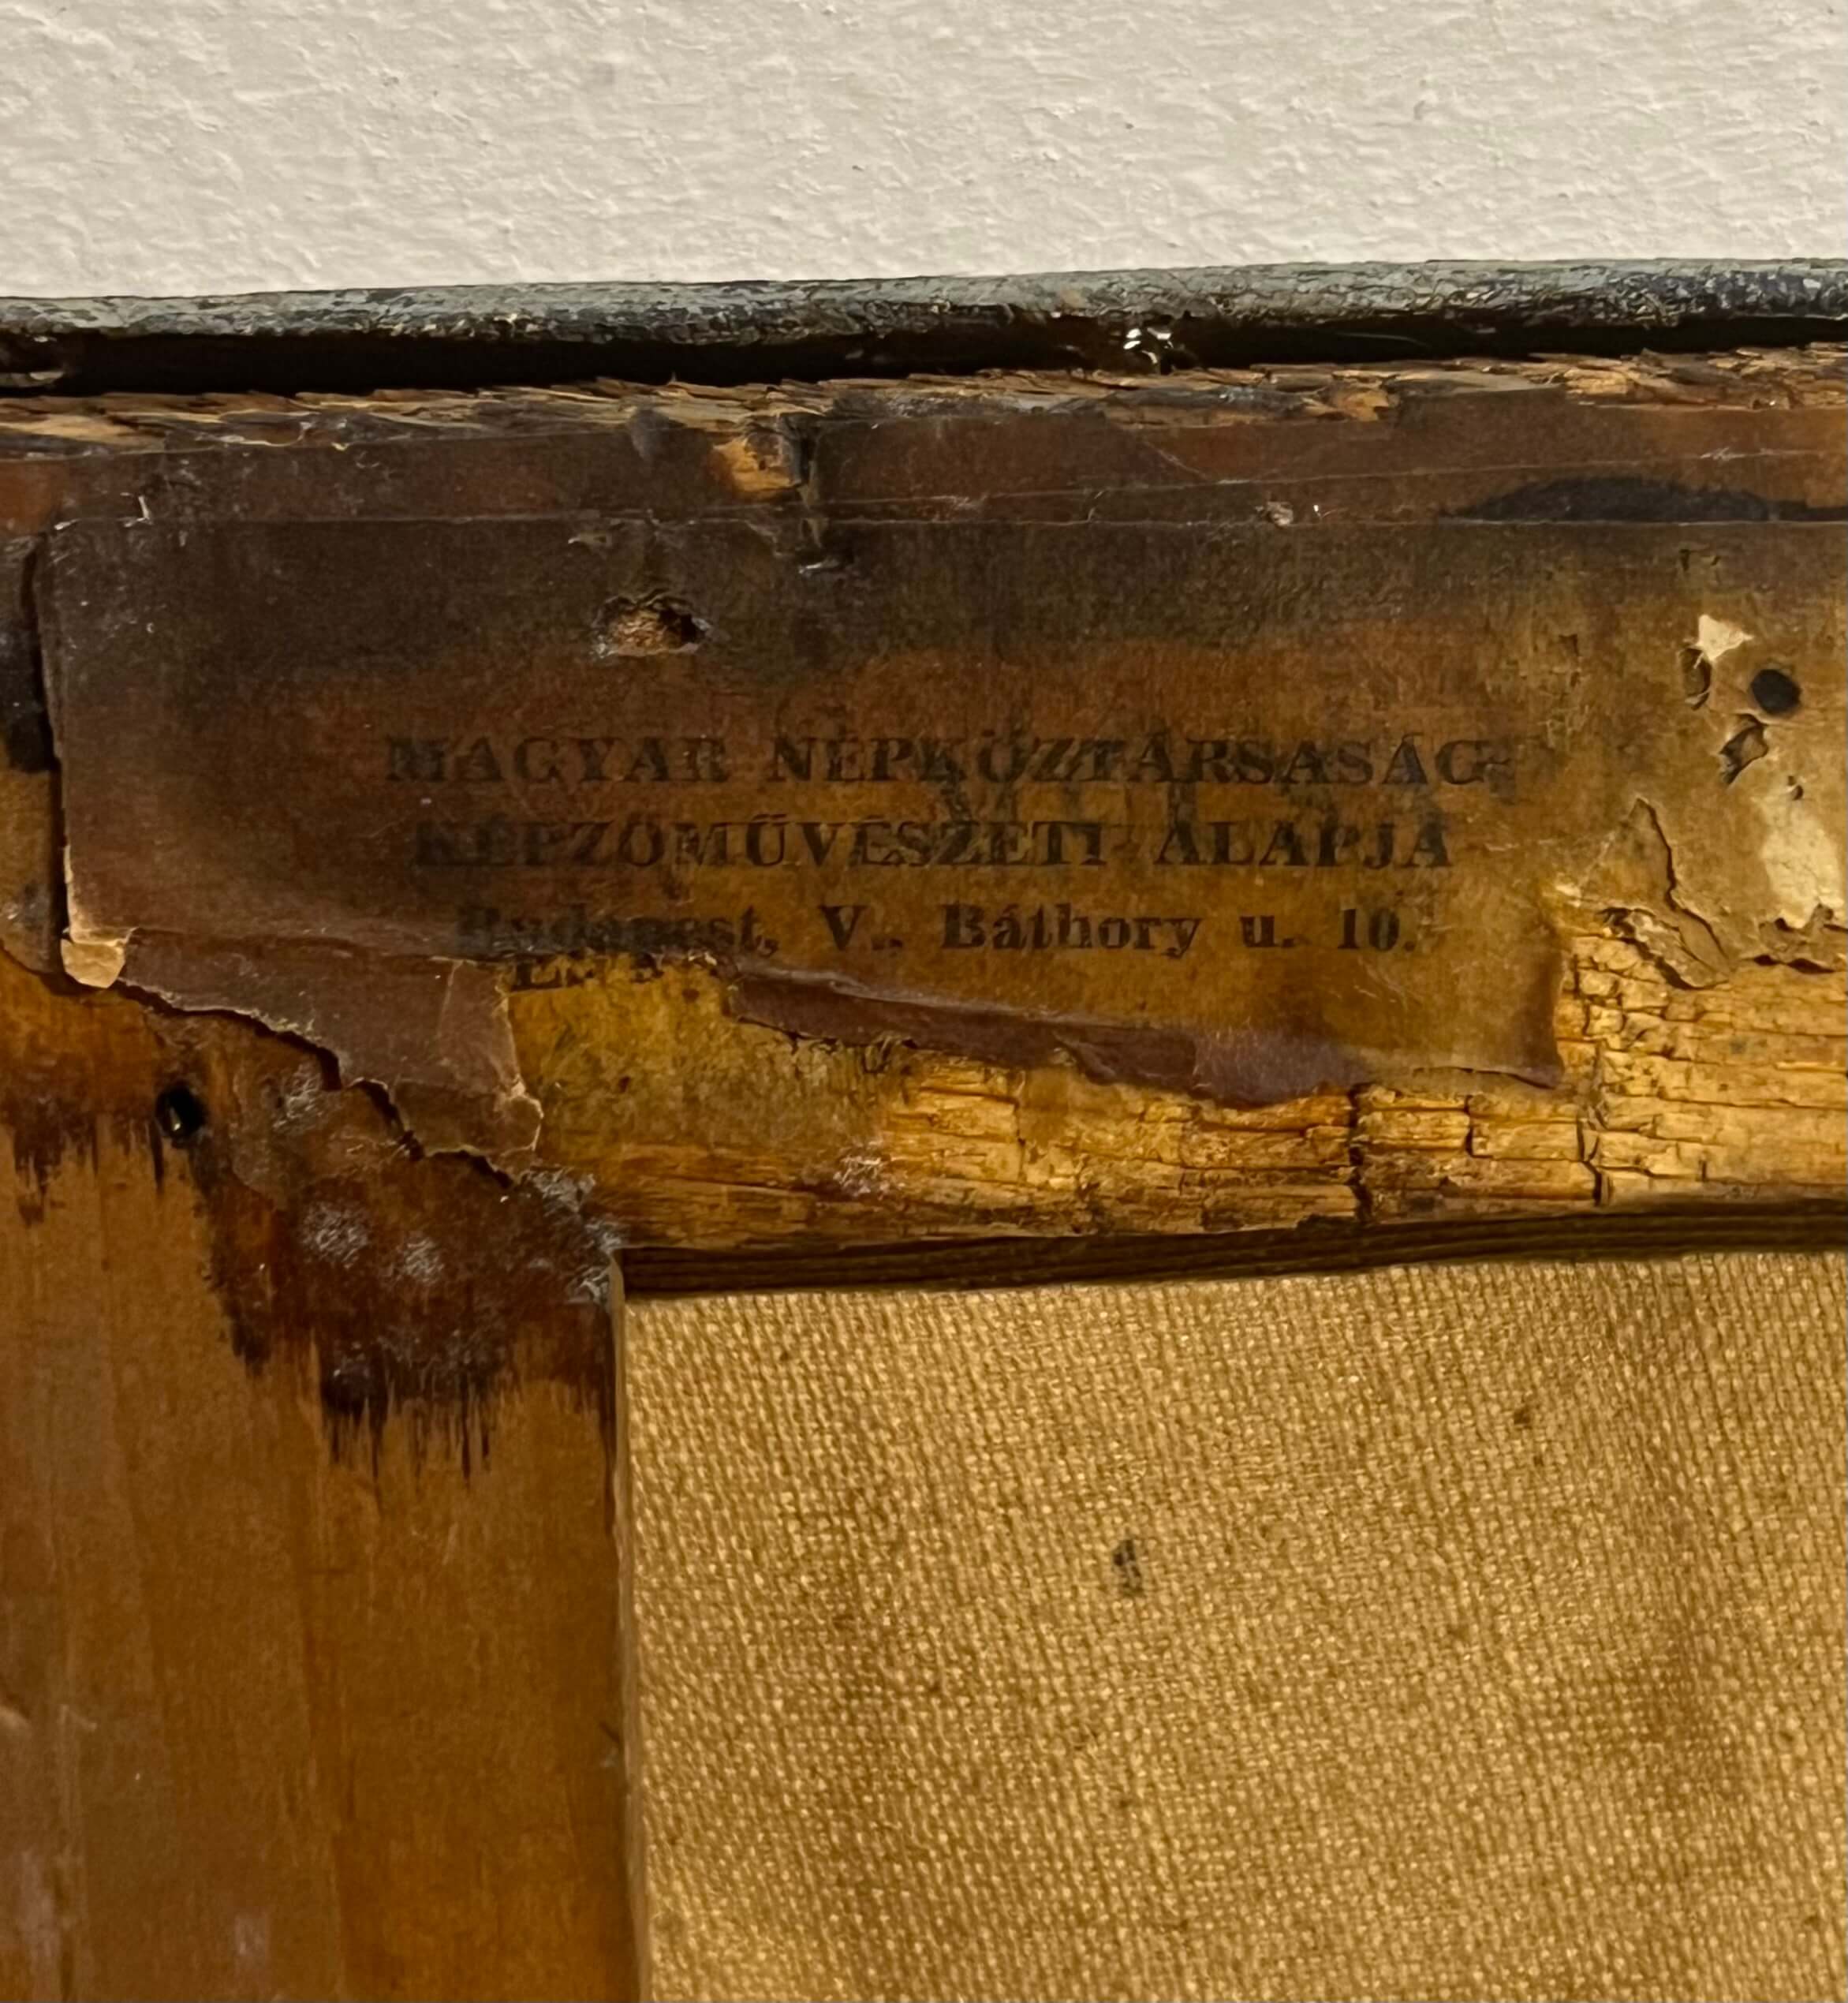 MAGYAR NÉPKÖZTÁRSASÁG
KÉPZŐMŰVÉSZETI ALAPJA
Budapest, V., Báthory u. 10.